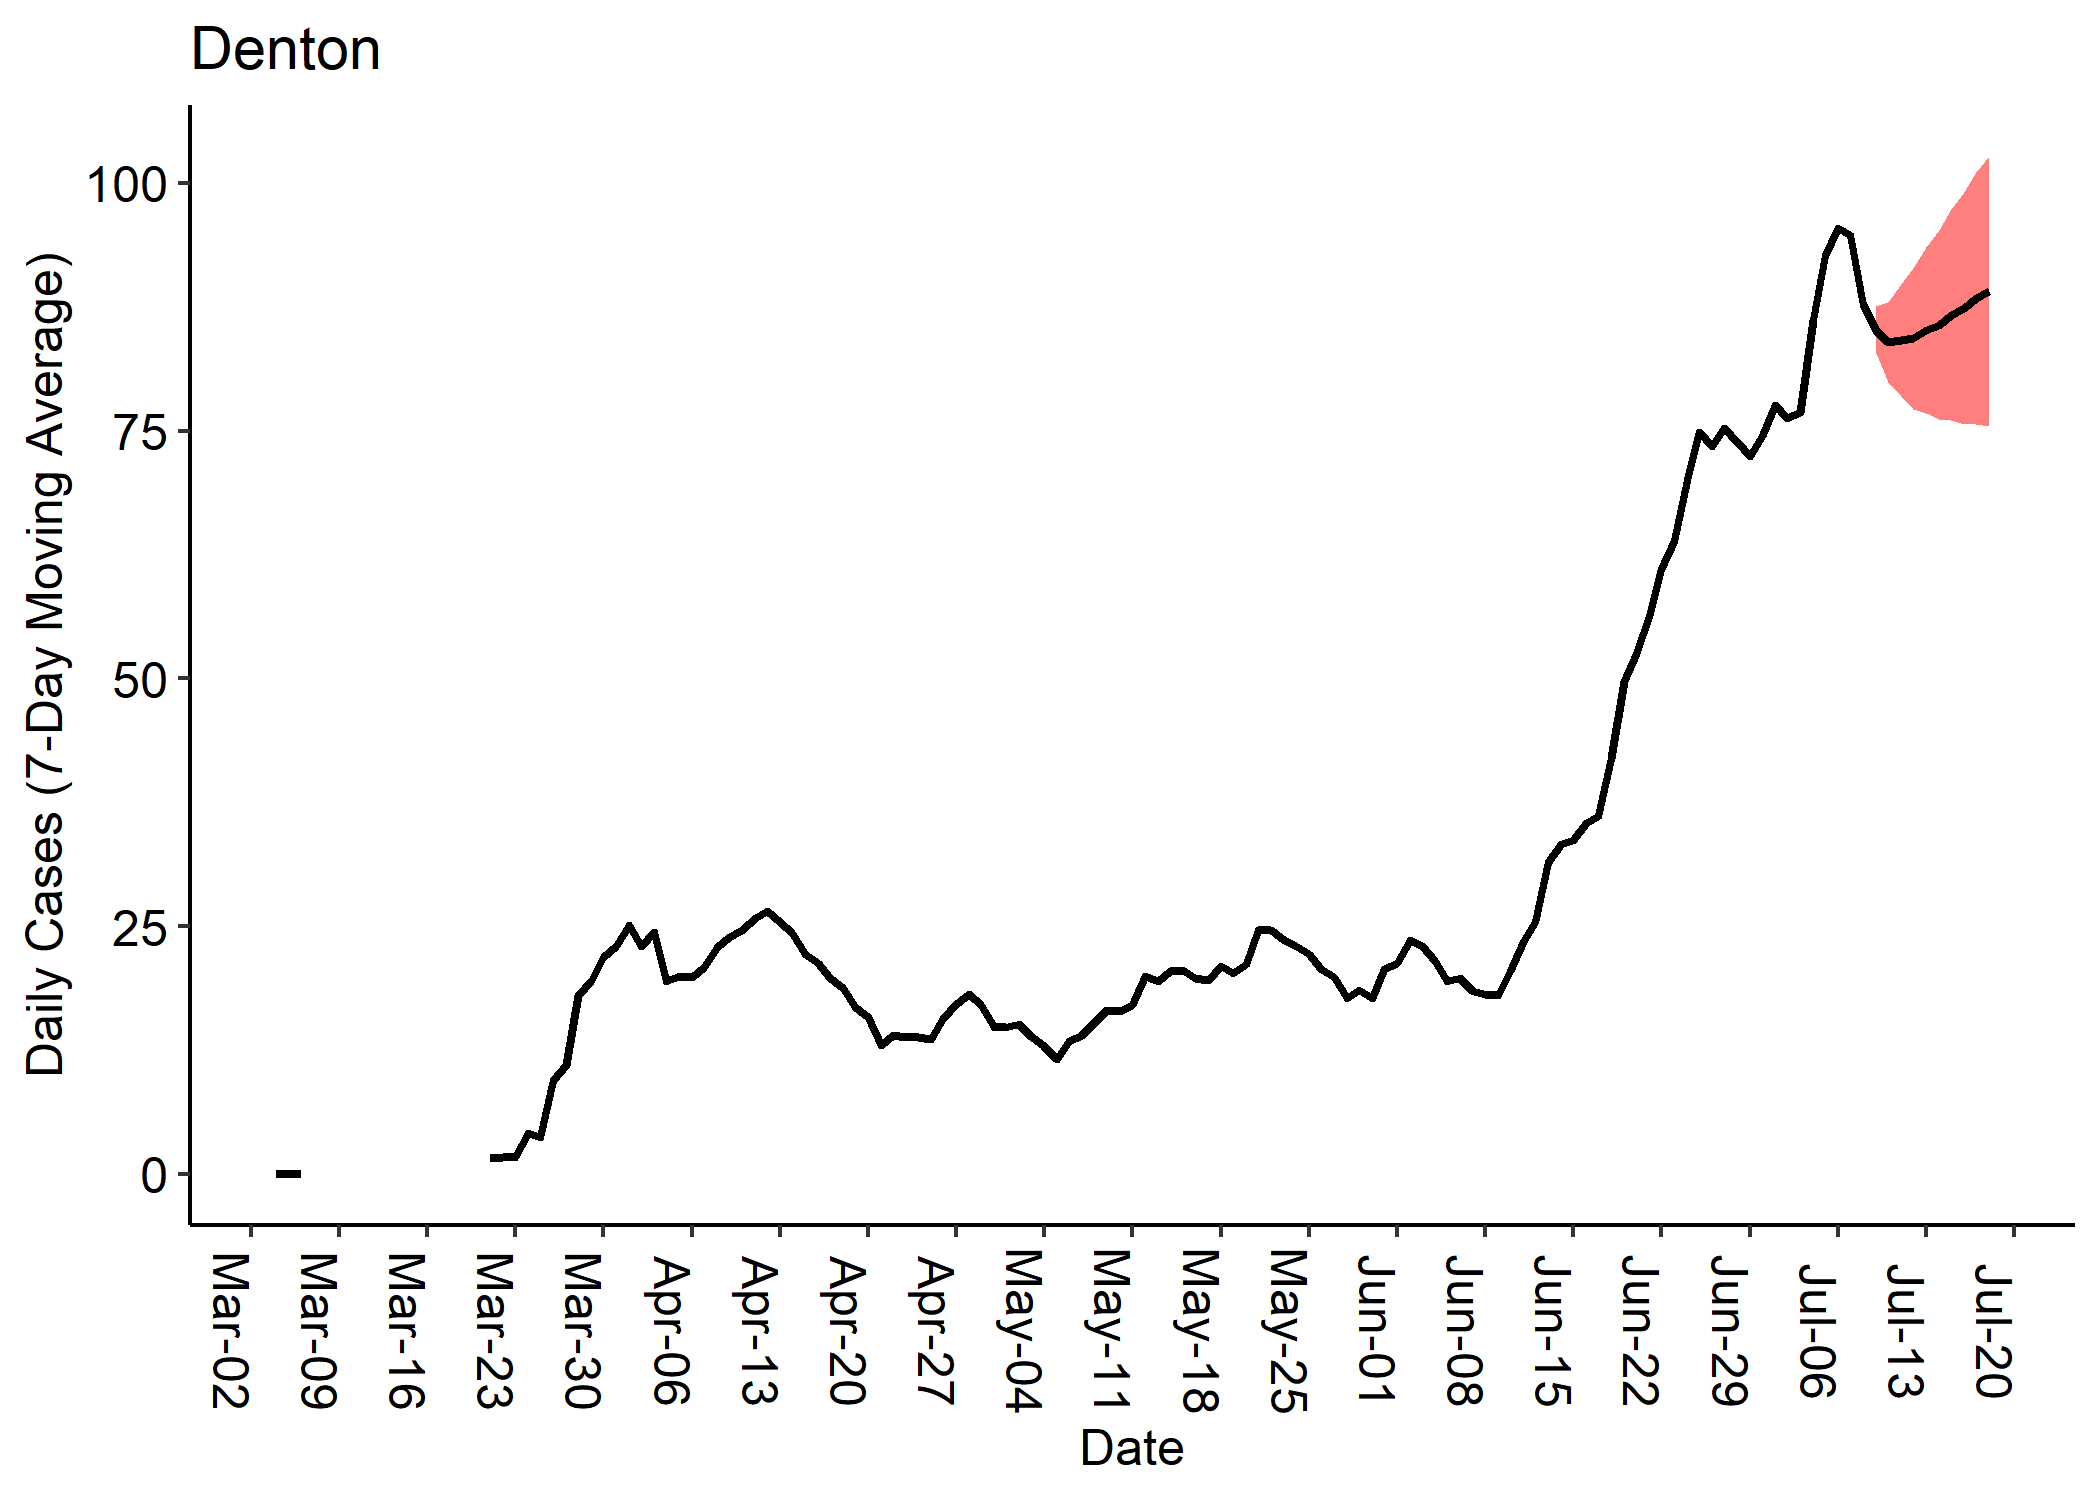 Denton
Daily Cases (7-Day Moving Average)
100
75
50
25
0
Mar-02
Mar-09
Mar-16
Mar-23
Mar-30
Apr-06
Apr-13
Apr-20
Apr-27
May-04
May-11
May-18
May-25
Jun-01
Jun-08
Jun-15
Jun-22
Jun-29
Jul-06
Jul-13
Jul-20
Date